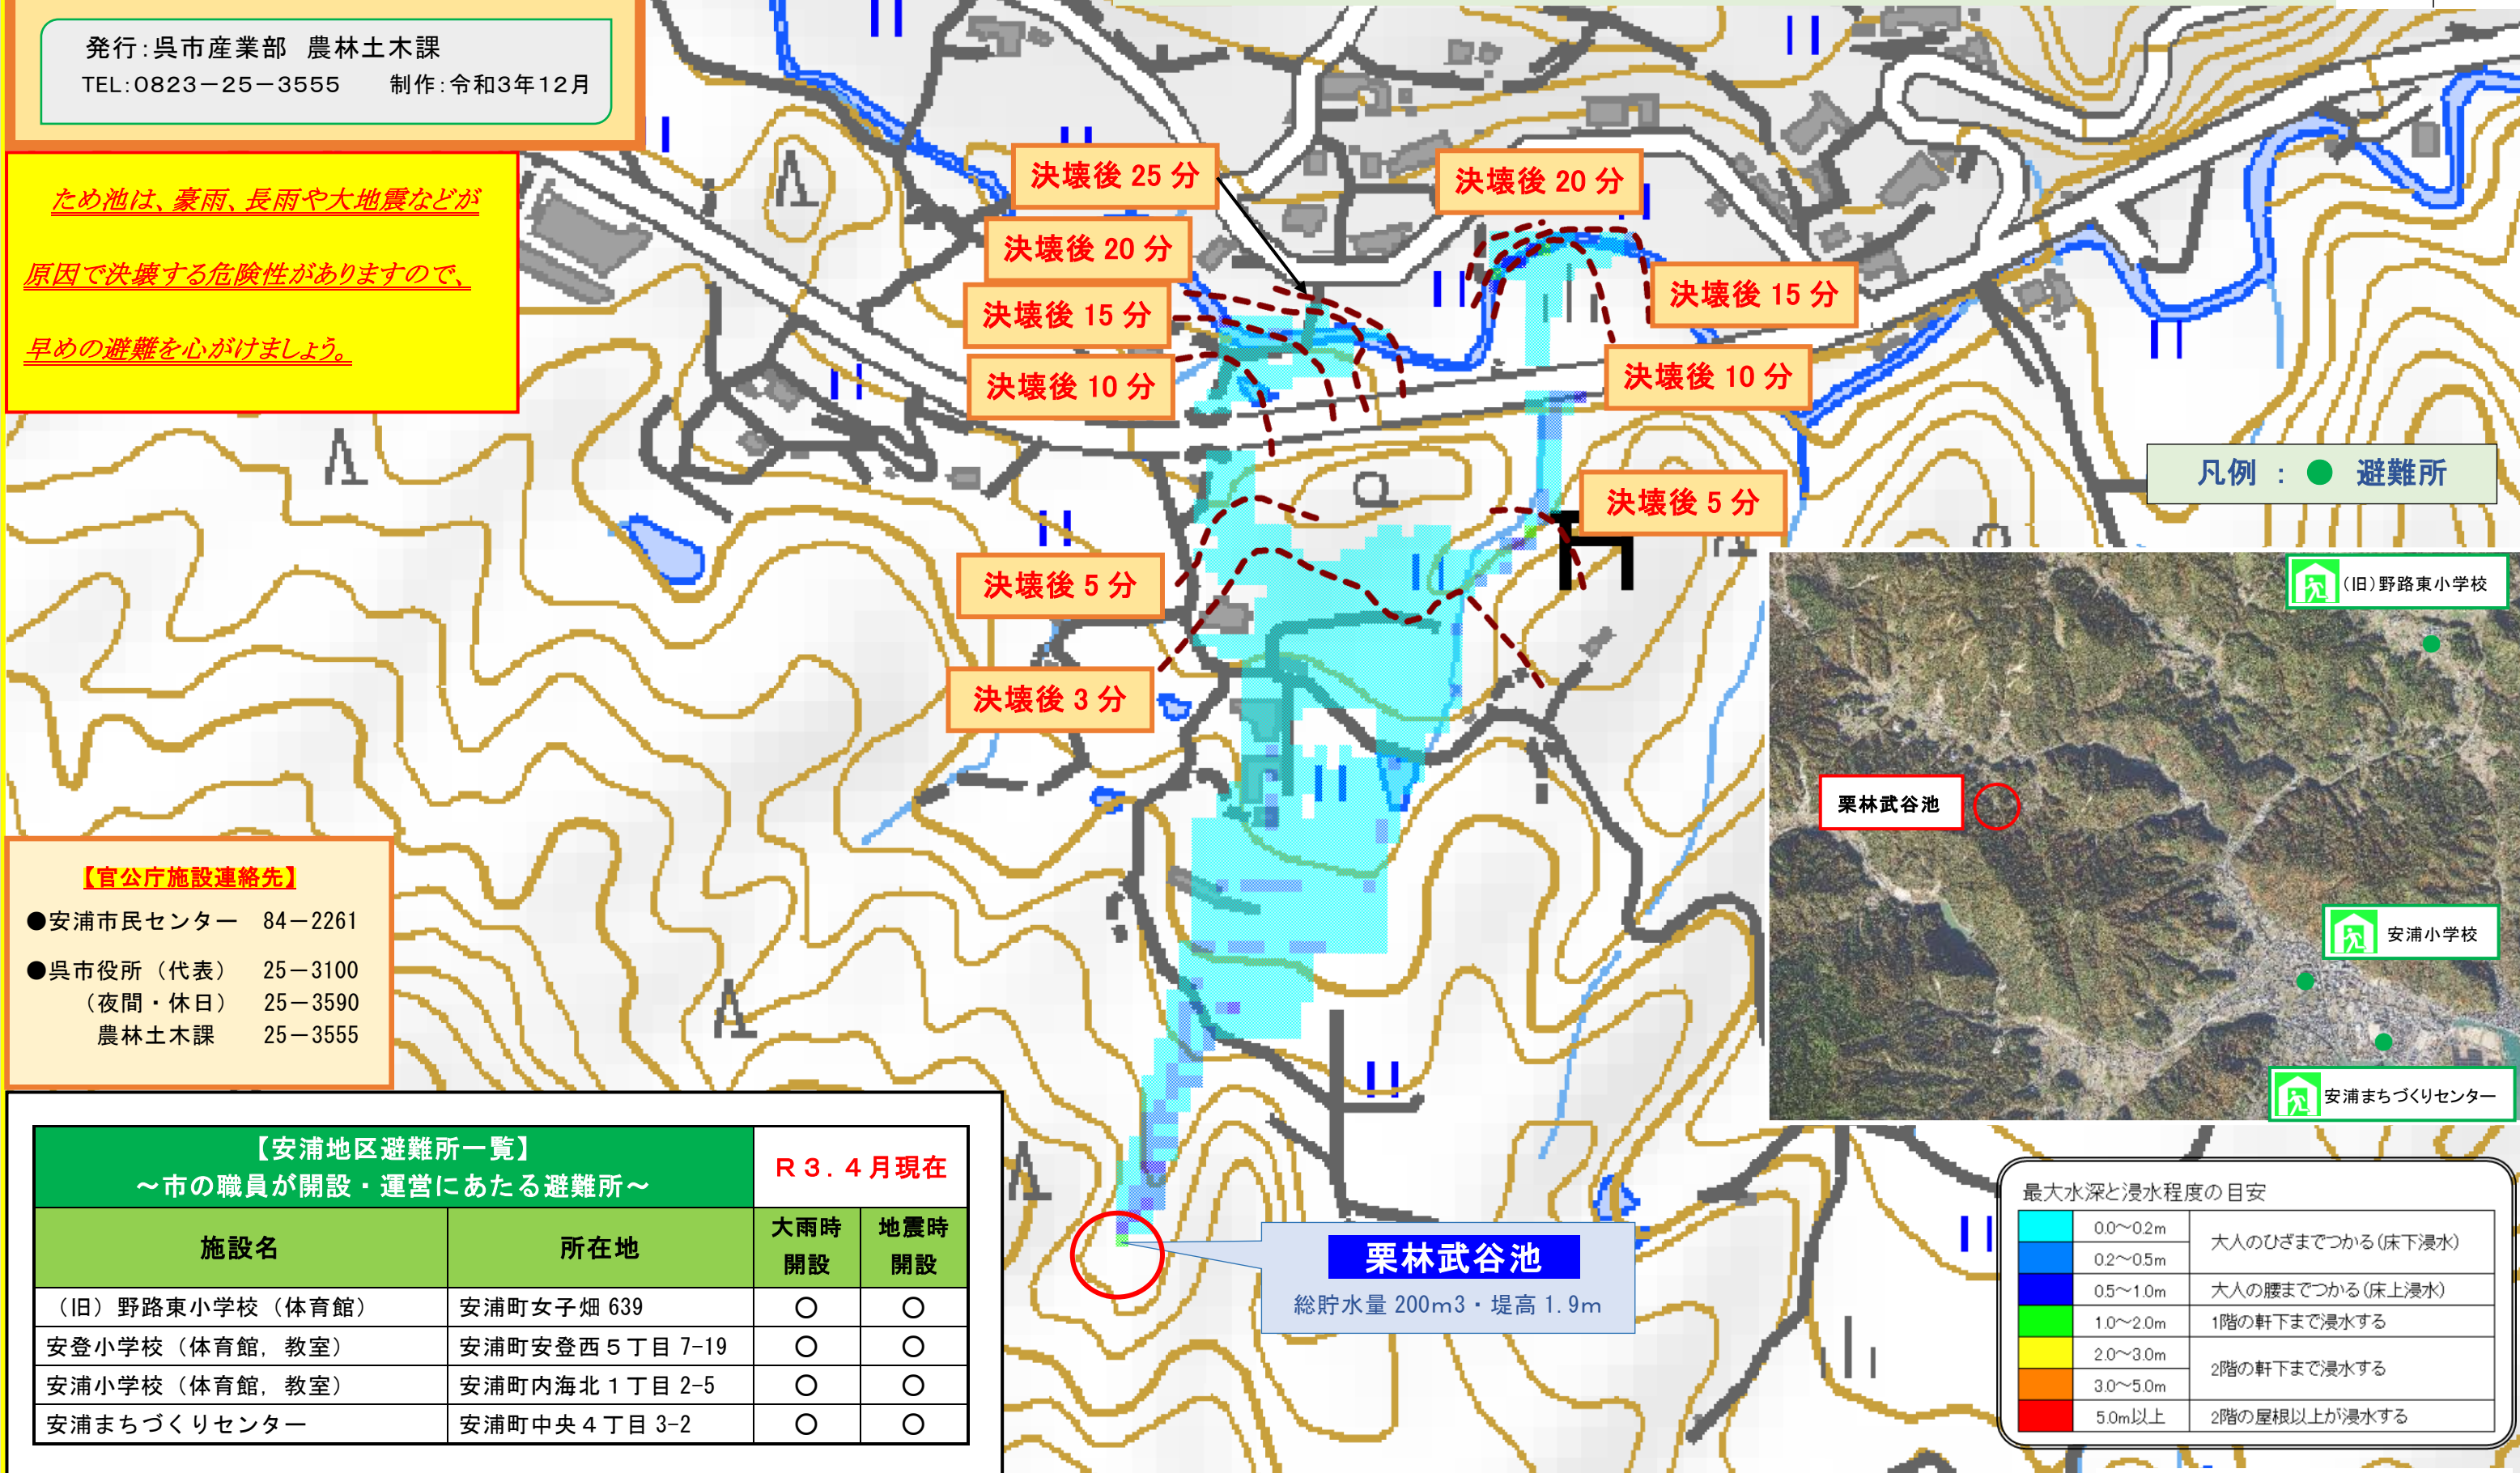 発行：呉市産業部 農林土木課
TEL：0823－25－3555 制作：令和3年12月
ため池は、豪雨、長雨や大地震などが
原因で決壊する危険性がありますので、
早めの避難を心がけましょう。
決壊後 25 分
決壊後 20 分
決壊後 15 分
決壊後 10 分
決壊後 20 分
決壊後 15 分
決壊後 10 分
決壊後 5 分
決壊後 5 分
決壊後 3 分
凡例 ： ● 避難所
(旧)野路東小学校
栗林武谷池
安浦小学校
安浦まちづくりセンター
【官公庁施設連絡先】
●安浦市民センター 84－2261
●呉市役所（代表） 25－3100
（夜間・休日） 25－3590
農林土木課 25－3555
【安浦地区避難所一覧】
～市の職員が開設・運営にあたる避難所～
Ｒ３．４月現在
施設名 所在地 大雨時開設 地震時開設
（旧）野路東小学校（体育館） 安浦町女子畑 639 ○ ○
安登小学校（体育館，教室） 安浦町安登西５丁目 7-19 ○ ○
安浦小学校（体育館，教室） 安浦町内海北１丁目 2-5 ○ ○
安浦まちづくりセンター 安浦町中央４丁目 3-2 ○ ○
栗林武谷池
総貯水量 200ｍ3・堤高 1.9ｍ
最大水深と浸水程度の目安
0.0～0.2m 大人のひざまでつかる(床下浸水)
0.2～0.5m
0.5～1.0m 大人の腰までつかる(床上浸水)
1.0～2.0m 1階の軒下まで浸水する
2.0～3.0m 2階の軒下まで浸水する
3.0～5.0m
5.0m以上 2階の屋根以上が浸水する